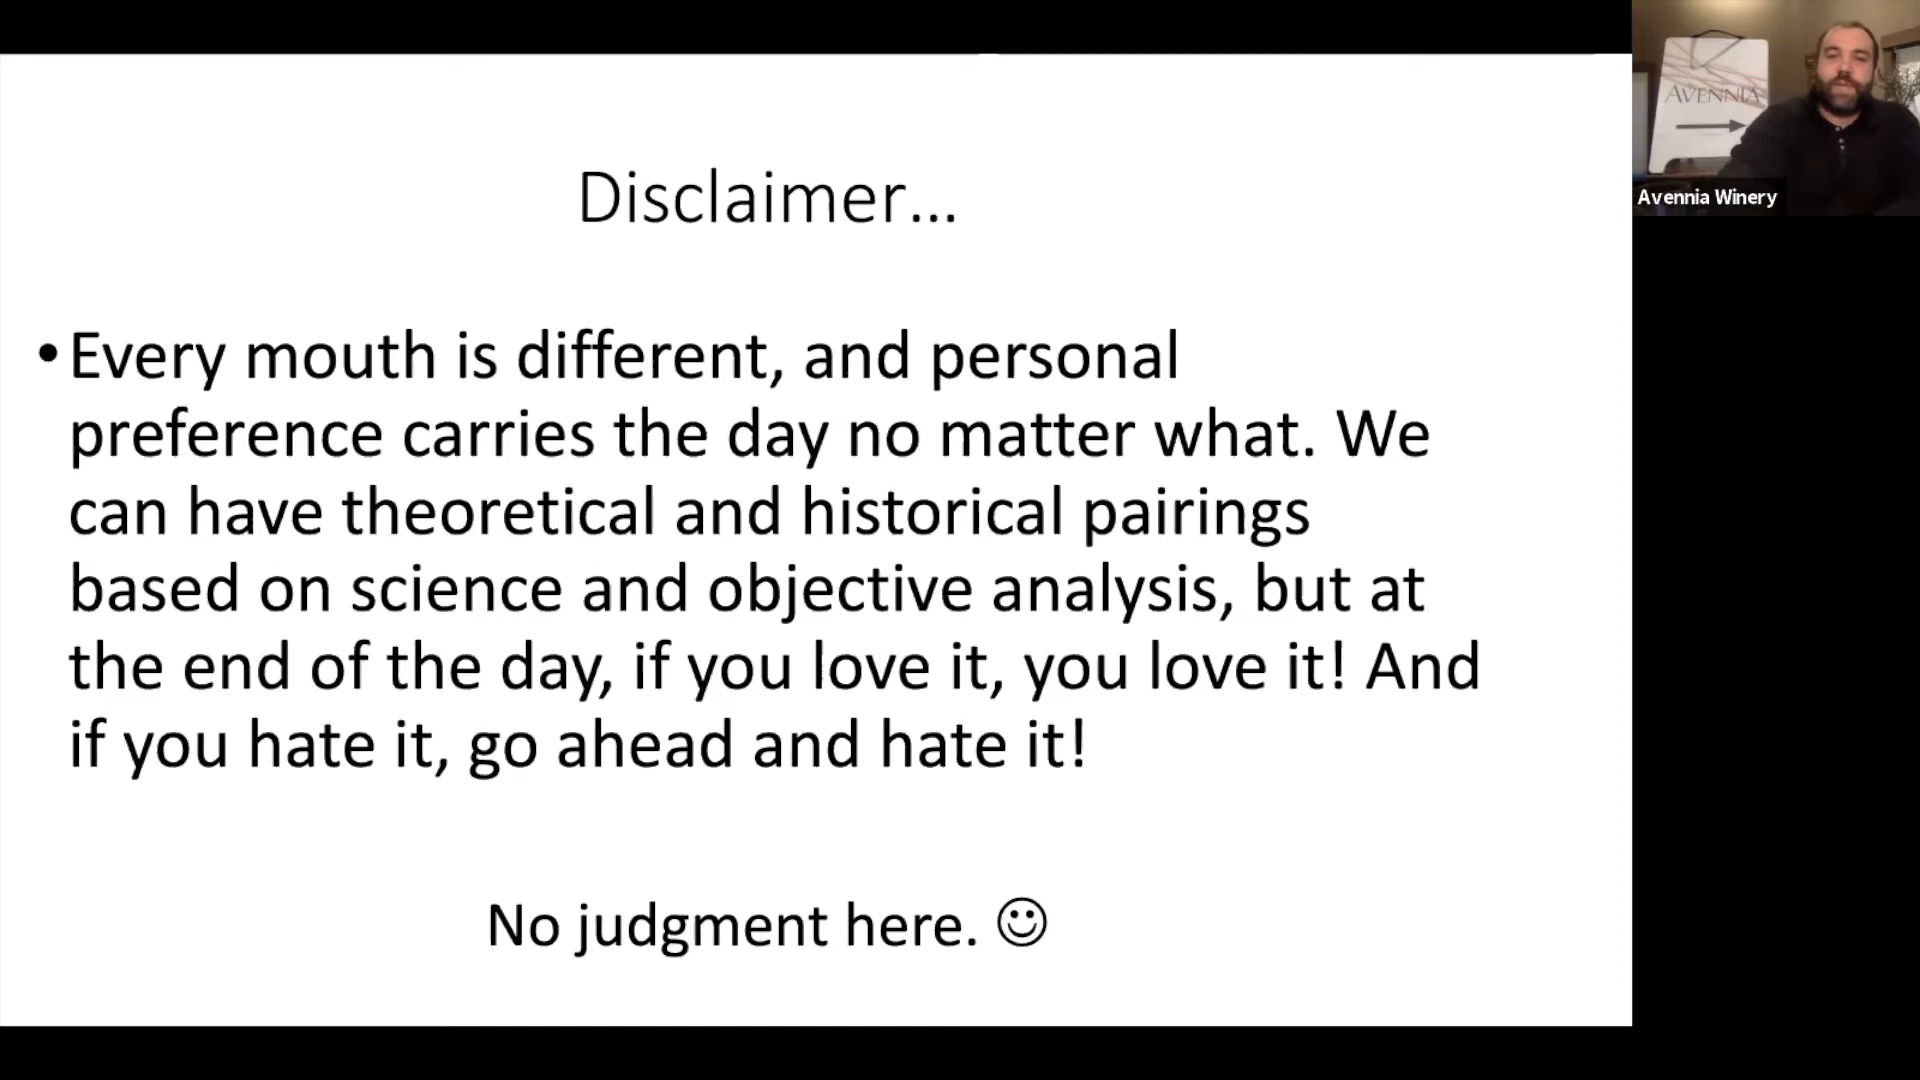 Disclaimer...
• Every mouth is different, and personal
preference carries the day no matter what. We
can have theoretical and historical pairings
based on science and objective analysis, but at
the end of the day, if you love it, you love it! And
if you hate it, go ahead and hate it!
No judgment here. ☺
AVENNIA
Avennia Winery